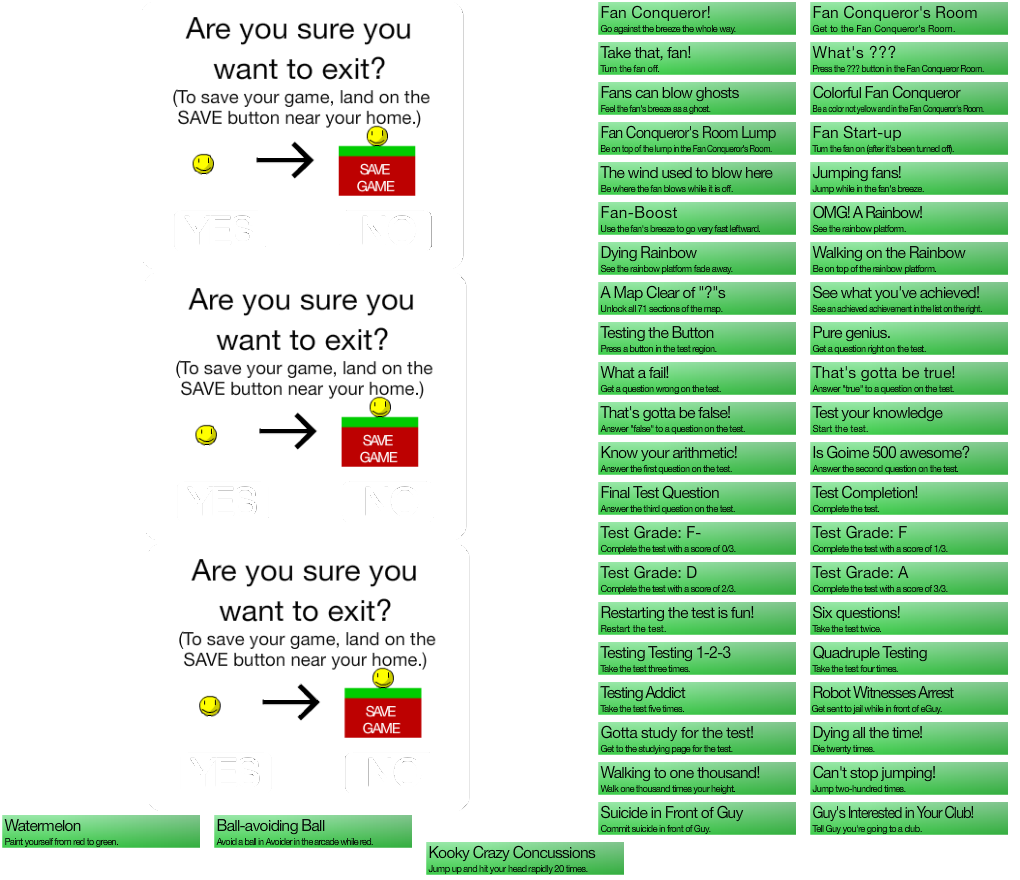 Are you sure you
want to exit?
(To save your game, land on the
SAVE button near your home.)
SAVE
GAME
YES
NO
Are you sure you
want to exit?
(To save your game, land on the
SAVE button near your home.)
SAVE
GAME
YES
NO
Are you sure you
want to exit?
(To save your game, land on the
SAVE button near your home.)
SAVE
GAME
YES
NO
Fan Conqueror!
Go against the breeze the whole way.
Fan Conqueror's Room
Get to the Fan Conqueror's Room.
Take that, fan!
Turn the fan off.
What's ???
Press the ??? button in the Fan Conqueror Room.
Fans can blow ghosts
Feel the fan's breeze as a ghost.
Colorful Fan Conqueror
Be a color not yellow and in the Fan Conqueror's Room.
Fan Conqueror's Room Lump
Be on top of the lump in the Fan Conqueror's Room.
Fan Start-up
Turn the fan on (after it's been turned off).
The wind used to blow here
Be where the fan blows while it is off.
Jumping fans!
Jump while in the fan's breeze.
Fan-Boost
Use the fan's breeze to go very fast leftward.
OMG! A Rainbow!
See the rainbow platform.
Dying Rainbow
See the rainbow platform fade away.
Walking on the Rainbow
Be on top of the rainbow platform.
A Map Clear of "?"s
Unlock all 71 sections of the map.
See what you've achieved!
See an achieved achievement in the list on the right.
Testing the Button
Press a button in the test region.
Pure genius.
Get a question right on the test.
What a fail!
Get a question wrong on the test.
That's gotta be true!
Answer "true" to a question on the test.
That's gotta be false!
Answer "false" to a question on the test.
Test your knowledge
Start the test.
Know your arithmetic!
Answer the first question on the test.
Is Goime 500 awesome?
Answer the second question on the test.
Final Test Question
Answer the third question on the test.
Test Completion!
Complete the test.
Test Grade: F-
Complete the test with a score of 0/3.
Test Grade: F
Complete the test with a score of 1/3.
Test Grade: D
Complete the test with a score of 2/3.
Test Grade: A
Complete the test with a score of 3/3.
Restarting the test is fun!
Restart the test.
Six questions!
Take the test twice.
Testing Testing 1-2-3
Take the test three times.
Quadruple Testing
Take the test four times.
Testing Addict
Take the test five times.
Robot Witnesses Arrest
Get sent to jail while in front of eGuy.
Gotta study for the test!
Get to the studying page for the test.
Dying all the time!
Die twenty times.
Walking to one thousand!
Walk one thousand times your height.
Can't stop jumping!
Jump two-hundred times.
Suicide in Front of Guy
Commit suicide in front of Guy.
Guy's Interested in Your Club!
Tell Guy you're going to a club.
Watermelon
Paint yourself from red to green.
Ball-avoiding Ball
Avoid a ball in Avoider in the arcade while red.
Kooky Crazy Concussions
Jump up and hit your head rapidly 20 times.